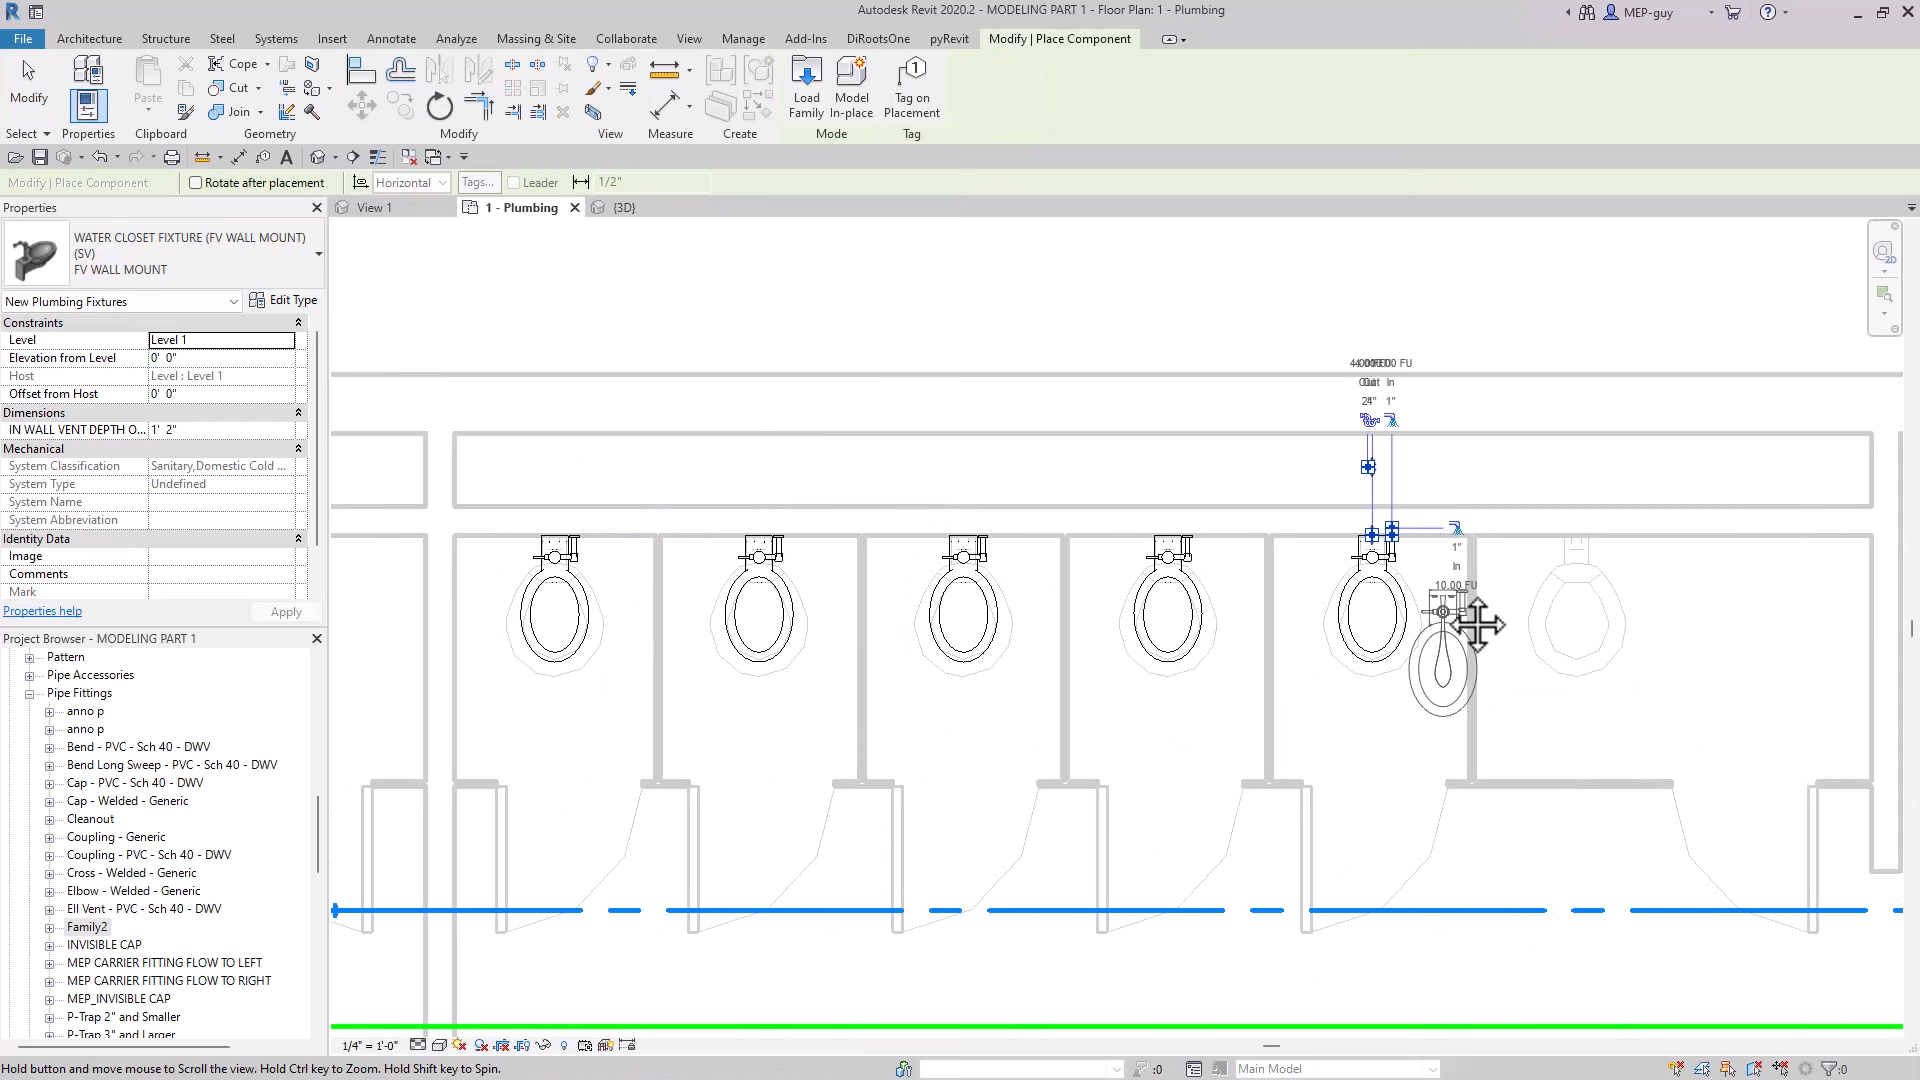 Autodesk Revit 2020.2 - MODELING PART 1 - Floor Plan: 1 - Plumbing
MEP-guy
File Architecture Structure Steel Systems Insert Annotate Analyze Massing & Site Collaborate View Manage Add-Ins DiRootsOne pyRevit Modify | Place Component
Modify Paste Cope Cut Join Load Family Model In-place 1 Tag on Placement
Select Properties Clipboard Geometry Modify View Measure Create Mode Tag
Modify | Place Component Rotate after placement Horizontal Tags... Leader 1/2"
Properties View 1 1 - Plumbing {3D}
WATER CLOSET FIXTURE (FV WALL MOUNT)
(SV)
FV WALL MOUNT
New Plumbing Fixtures Edit Type
Constraints
Level Level 1
Elevation from Level 0' 0"
Host Level : Level 1
Offset from Host 0' 0"
Dimensions
IN WALL VENT DEPTH O... 1' 2"
Mechanical
System Classification Sanitary,Domestic Cold ...
System Type Undefined
System Name
System Abbreviation
Identity Data
Image
Comments
Mark
Properties help Apply
Project Browser - MODELING PART 1
Pattern
Pipe Accessories
Pipe Fittings
anno p
anno p
Bend - PVC - Sch 40 - DWV
Bend Long Sweep - PVC - Sch 40 - DWV
Cap - PVC - Sch 40 - DWV
Cap - Welded - Generic
Cleanout
Coupling - Generic
Coupling - PVC - Sch 40 - DWV
Cross - Welded - Generic
Elbow - Welded - Generic
Ell Vent - PVC - Sch 40 - DWV
Family2
INVISIBLE CAP
MEP CARRIER FITTING FLOW TO LEFT
MEP CARRIER FITTING FLOW TO RIGHT
MEP_INVISIBLE CAP
P-Trap 2" and Smaller
P-Trap 3" and Larger
FU
In
1"
1"
In
10.00 FU
2D
1/4" = 1'-0"
Hold button and move mouse to Scroll the view. Hold Ctrl key to Zoom. Hold Shift key to Spin. :0 Main Model :0